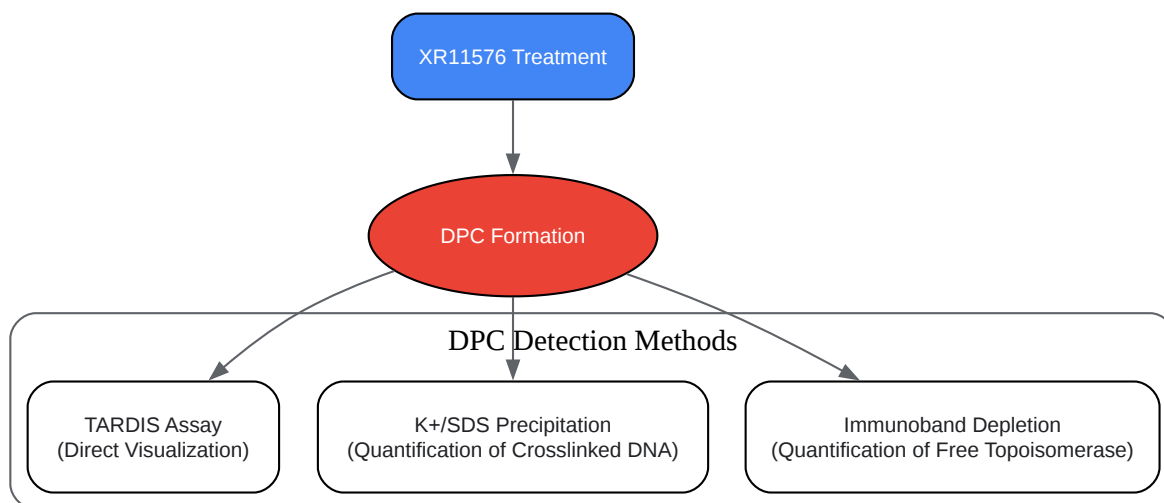 XR11576 Treatment
DPC Formation
DPC Detection Methods
TARDIS Assay
(Direct Visualization)
K+/SDS Precipitation
(Quantification of Crosslinked DNA)
Immunoband Depletion
(Quantification of Free Topoisomerase)